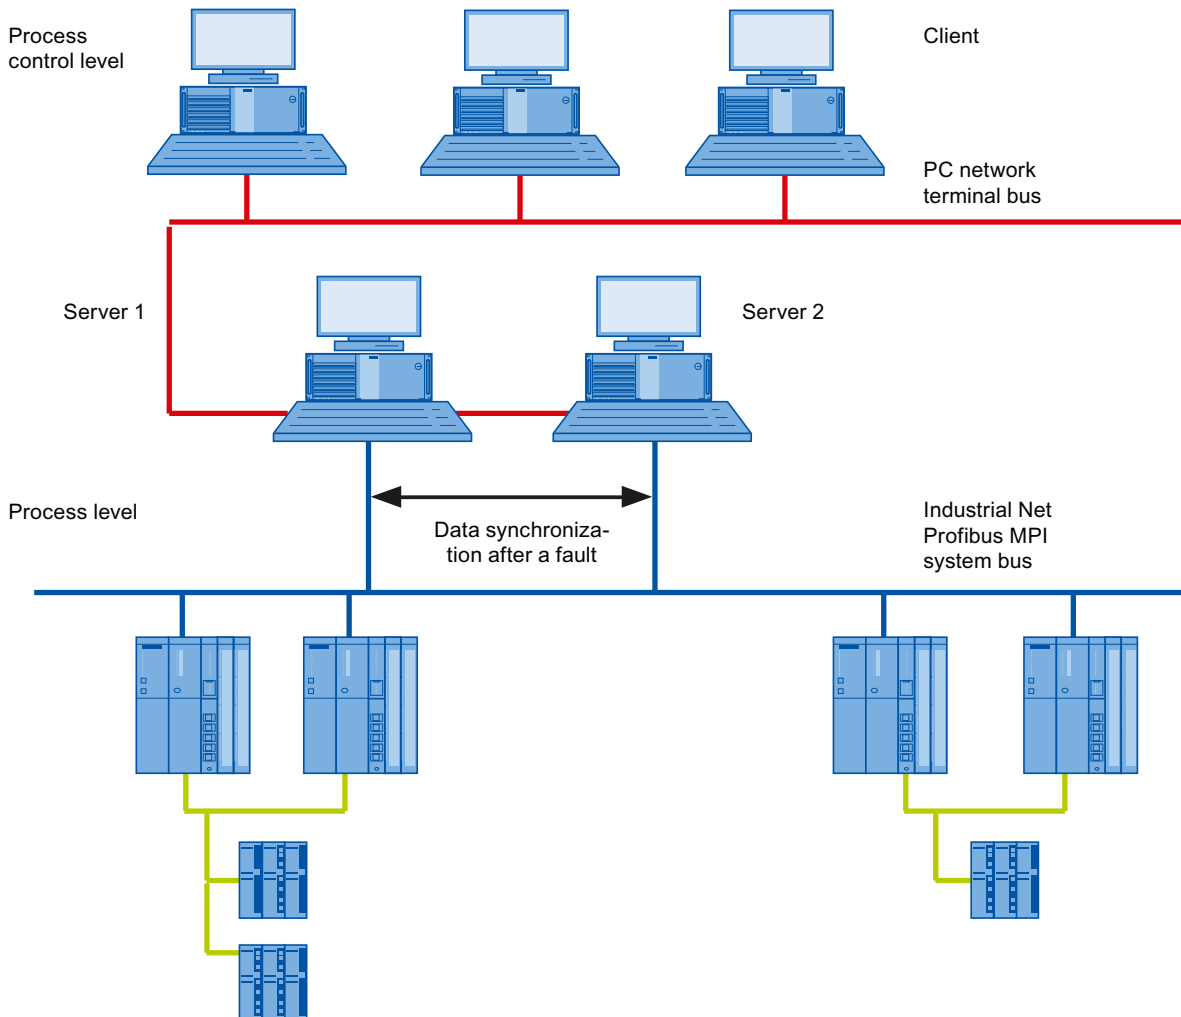 Process
control level
Client
PC network
terminal bus
Server 1
Server 2
Process level
Data synchroniza-
tion after a fault
Industrial Net
Profibus MPI
system bus